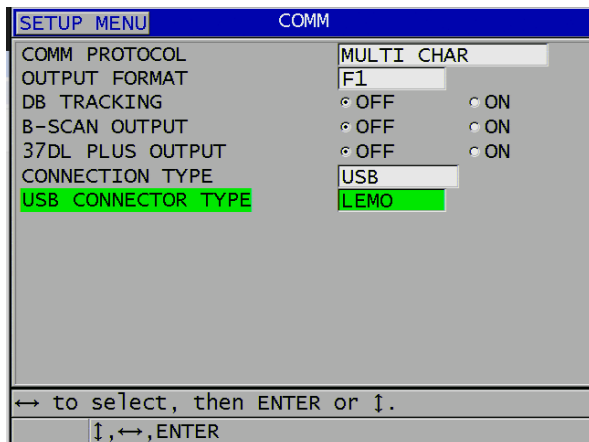 SETUP MENU COMM
COMM PROTOCOL MULTI CHAR
OUTPUT FORMAT F1
DB TRACKING OFF ON
B-SCAN OUTPUT OFF ON
37DL PLUS OUTPUT OFF ON
CONNECTION TYPE USB
USB CONNECTOR TYPE LEMO
↔ to select, then ENTER or ↕.
↕,↔,ENTER